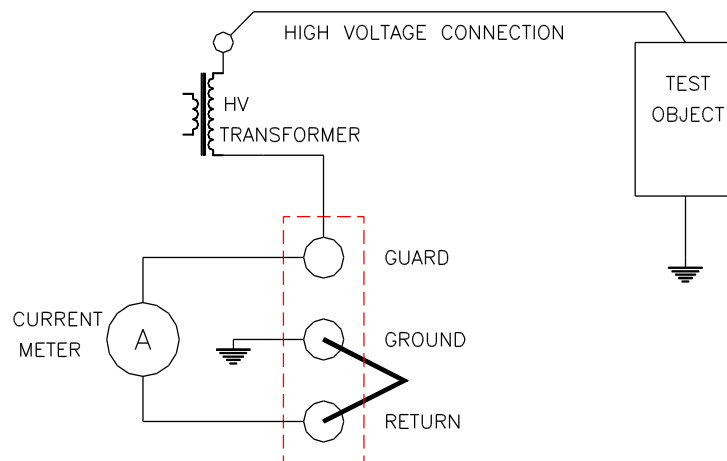 HIGH VOLTAGE CONNECTION
TEST
OBJECT
HV
TRANSFORMER
GUARD
CURRENT
METER
A
GROUND
RETURN